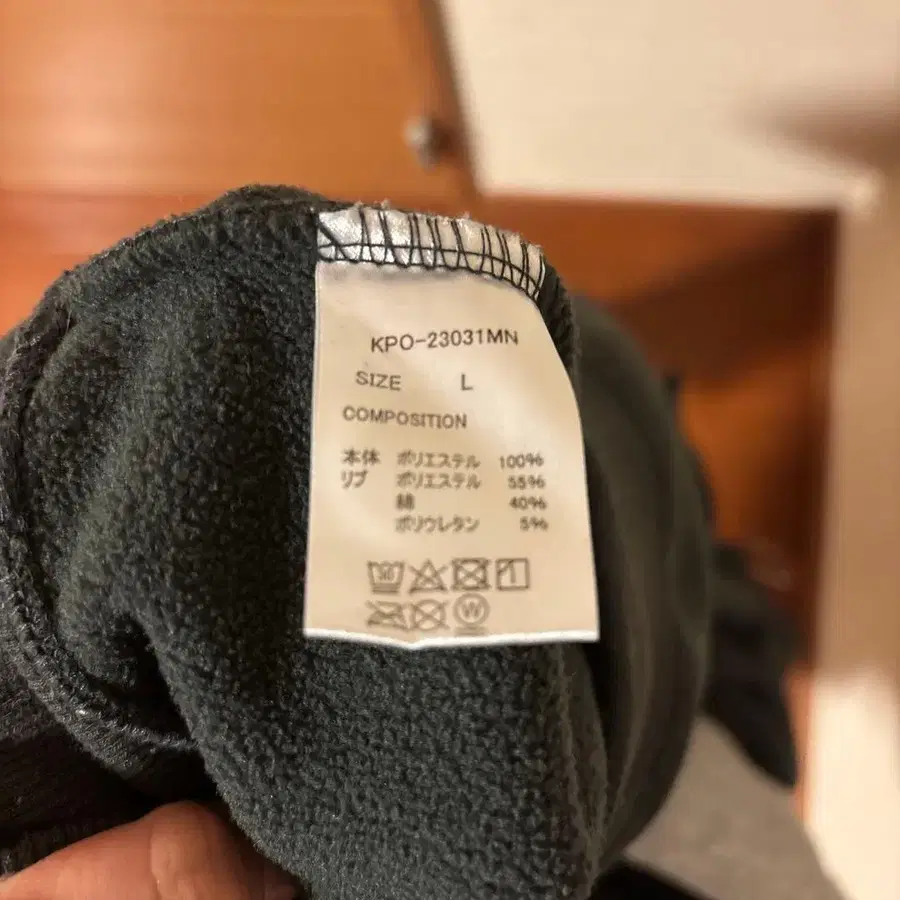 KPO-23031MN
SIZE L
COMPOSITION
本体 ポリエステル 100%
リブ ポリエステル 55%
綿 40%
ポリウレタン 5%
W